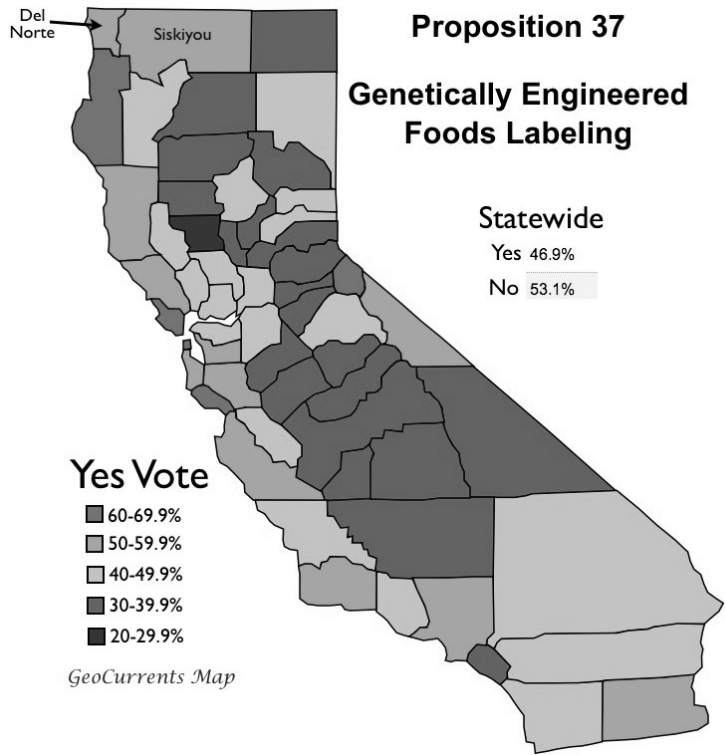 Del
Norte
Siskiyou
Proposition 37
Genetically Engineered
Foods Labeling
Statewide
Yes 46.9%
No 53.1%
Yes Vote
60-69.9%
50-59.9%
40-49.9%
30-39.9%
20-29.9%
GeoCurrents Map